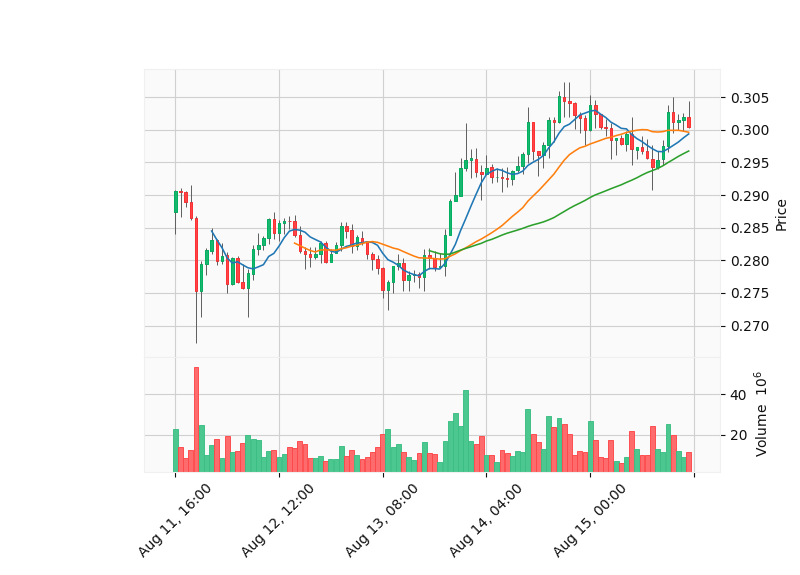 0.305
0.300
0.295
0.290
0.285
0.280
0.275
0.270
Price
40
20
Volume 10⁶
Aug 11, 16:00
Aug 12, 12:00
Aug 13, 08:00
Aug 14, 04:00
Aug 15, 00:00